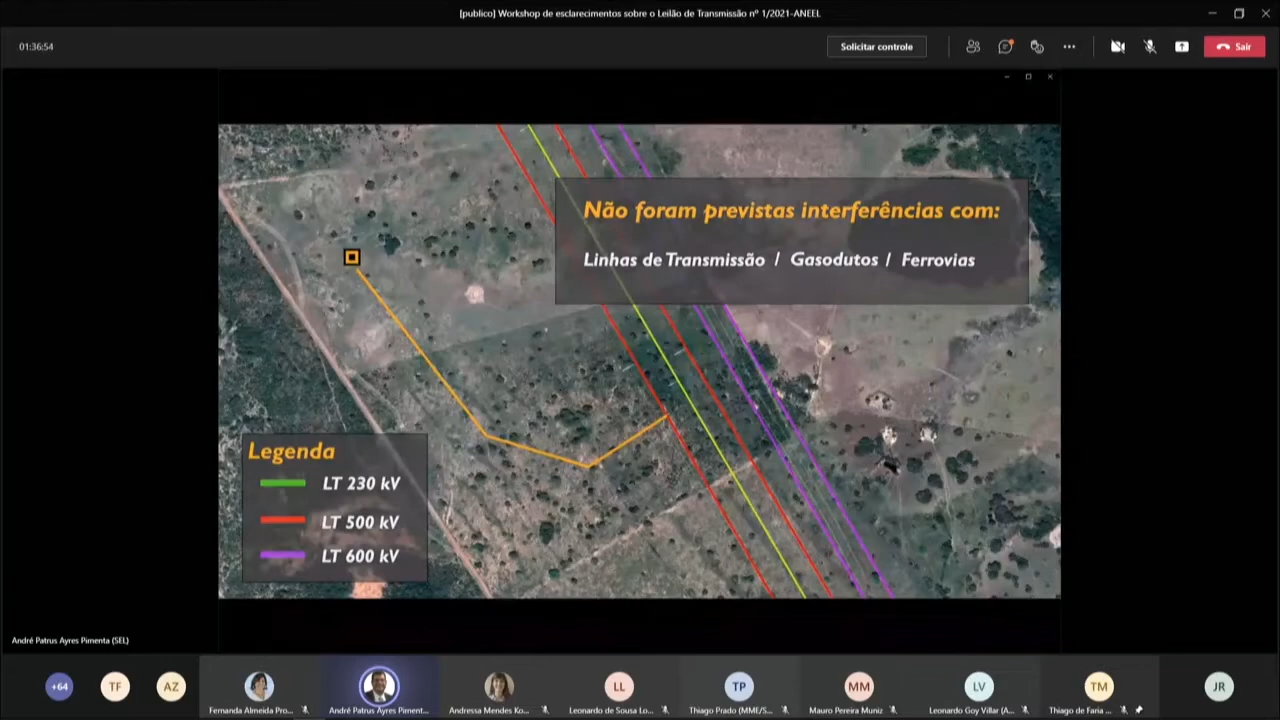 [publico] Workshop de esclarecimentos sobre o Leilão de Transmissão nº 1/2021-ANEEL
01:36:54
Solicitar controle
Sair
Não foram previstas interferências com:
Linhas de Transmissão / Gasodutos / Ferrovias
Legenda
LT 230 kV
LT 500 kV
LT 600 kV
André Patrus Ayres Pimenta (SEL)
+64 TF AZ LL TP MM LV TM JR
Fernanda Almeida Pro... André Patrus Ayres Piment... Andressa Mendes Ko... Leonardo de Sousa Lo... Thiago Prado (MME/S... Mauro Pereira Muniz Leonardo Goy Villar (A... Thiago de Faria ...